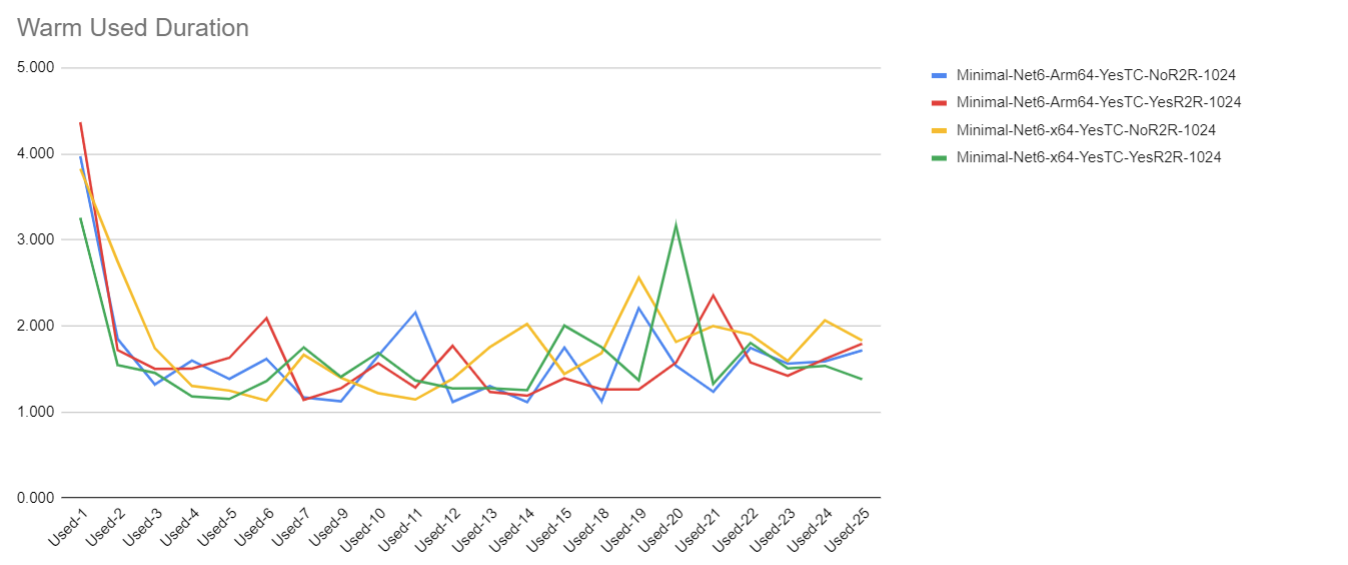 Warm Used Duration
5.000
4.000
3.000
2.000
1.000
0.000
Used-1
Used-2
Used-3
Used-4
Used-5
Used-6
Used-7
Used-9
Used-10
Used-11
Used-12
Used-13
Used-14
Used-15
Used-18
Used-19
Used-20
Used-21
Used-22
Used-23
Used-24
Used-25
Minimal-Net6-Arm64-YesTC-NoR2R-1024
Minimal-Net6-Arm64-YesTC-YesR2R-1024
Minimal-Net6-x64-YesTC-NoR2R-1024
Minimal-Net6-x64-YesTC-YesR2R-1024